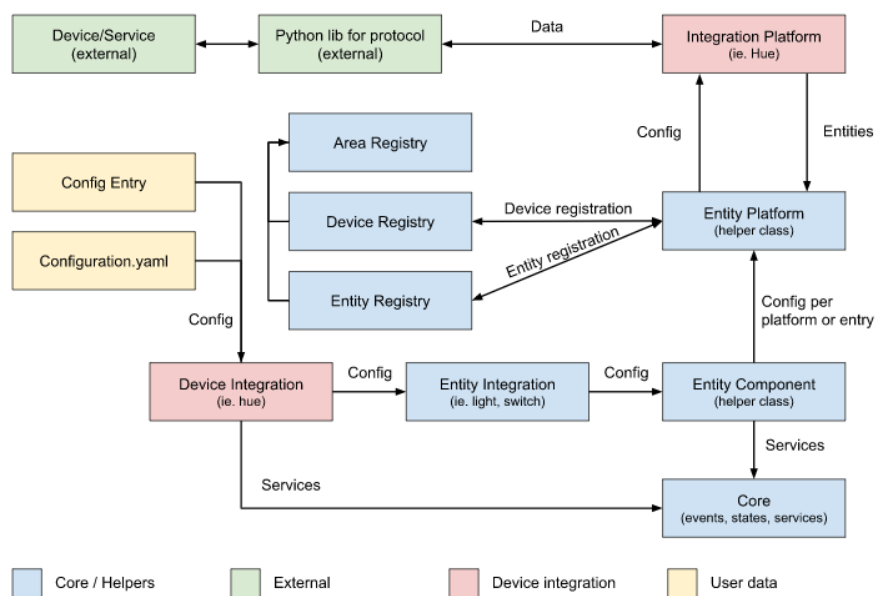 Device/Service
(external)
Python lib for protocol
(external)
Data
Integration Platform
(ie. Hue)
Config
Entities
Area Registry
Config Entry
Device Registry
Device registration
Entity Platform
(helper class)
Configuration.yaml
Entity Registry
Entity registration
Config
Config per
platform or entry
Device Integration
(ie. hue)
Config
Entity Integration
(ie. light, switch)
Config
Entity Component
(helper class)
Services
Services
Core
(events, states, services)
Core / Helpers
External
Device integration
User data